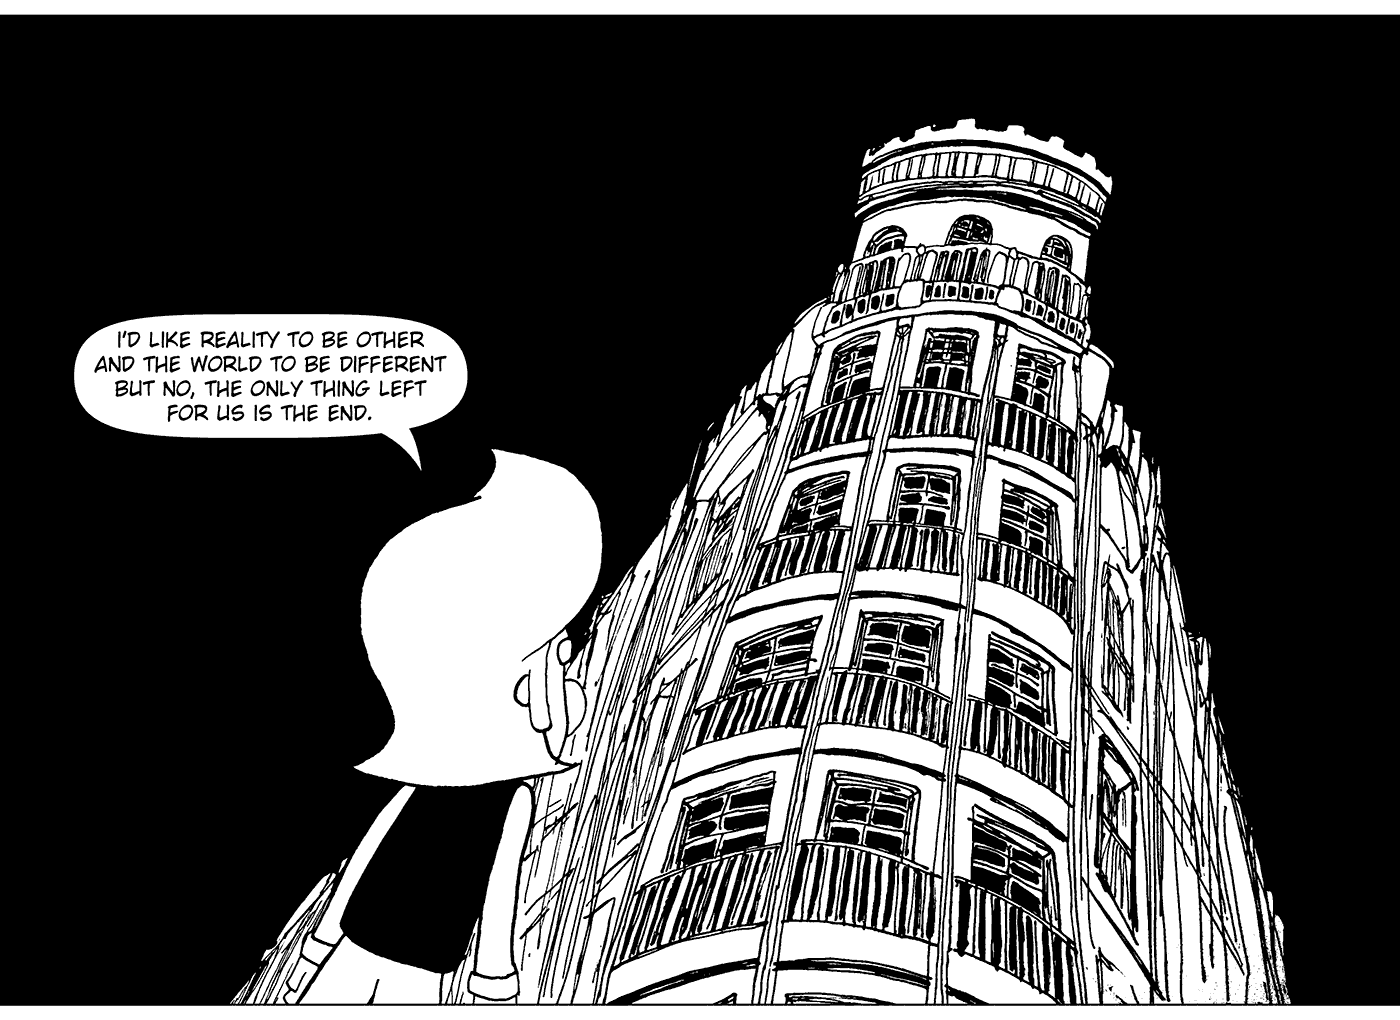 I'D LIKE REALITY TO BE OTHER
AND THE WORLD TO BE DIFFERENT
BUT NO, THE ONLY THING LEFT
FOR US IS THE END.